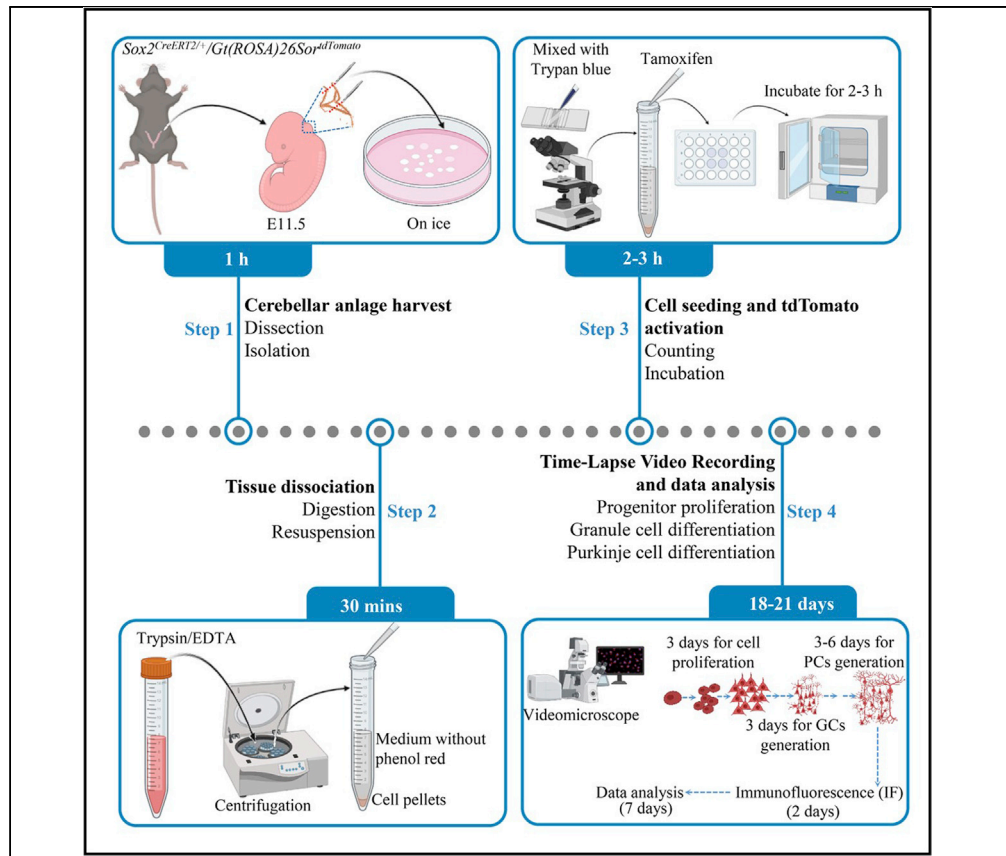 Sox2CreERT2/+/Gt(ROSA)26SortdTomato
E11.5
On ice
1 h
Step 1
Cerebellar anlage harvest
Dissection
Isolation
Tissue dissociation
Digestion
Resuspension
Step 2
30 mins
Trypsin/EDTA
Centrifugation
Medium without
phenol red
Cell pellets
Mixed with
Trypan blue
Tamoxifen
Incubate for 2-3 h
2-3 h
Step 3
Cell seeding and tdTomato
activation
Counting
Incubation
Time-Lapse Video Recording
and data analysis
Progenitor proliferation
Granule cell differentiation
Purkinje cell differentiation
Step 4
18-21 days
Videomicroscope
3 days for cell
proliferation
3 days for GCs
generation
3-6 days for
PCs generation
Immunofluorescence (IF)
(2 days)
Data analysis
(7 days)